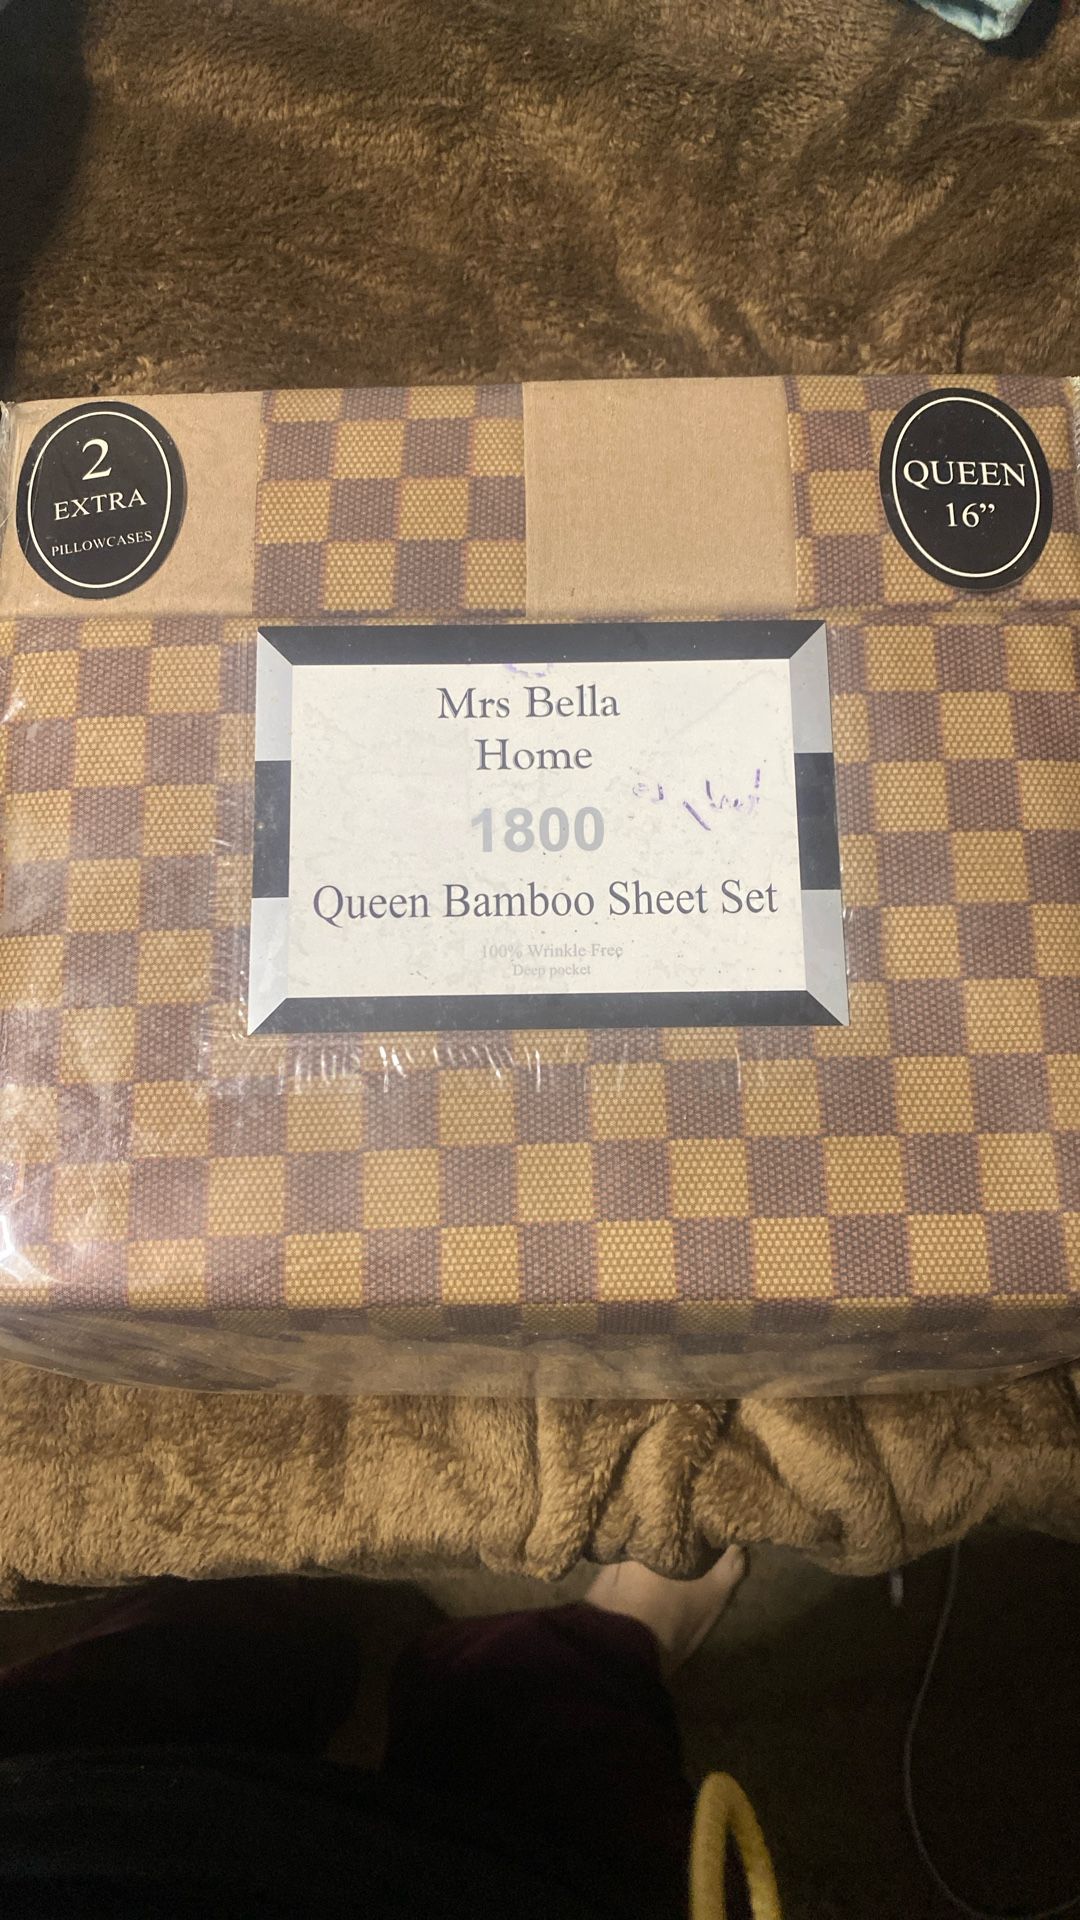 2
EXTRA
PILLOWCASES
QUEEN
16”
Mrs Bella
Home
1800
Queen Bamboo Sheet Set
100% Wrinkle Free
Deep pocket